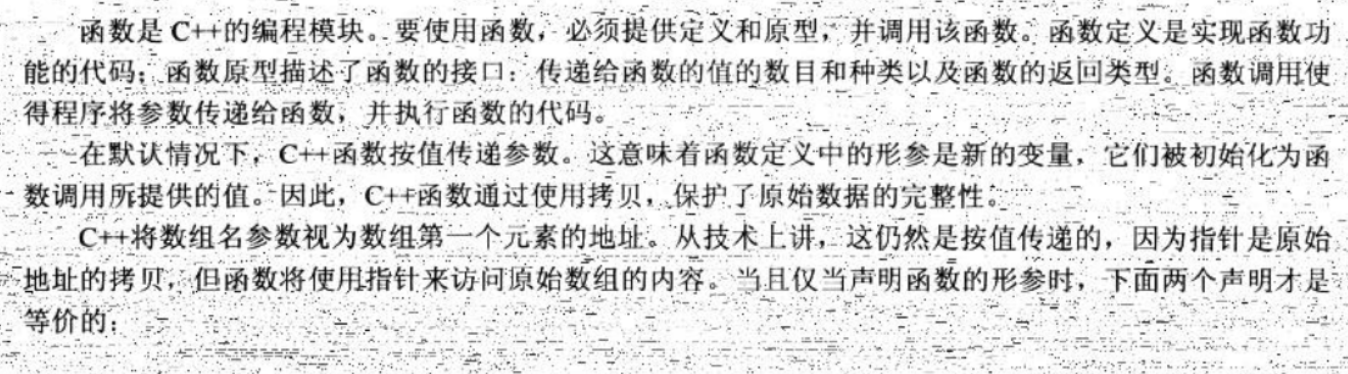 函数是 C++的编程模块。要使用函数，必须提供定义和原型，并调用该函数。函数定义是实现函数功
能的代码；函数原型描述了函数的接口：传递给函数的值的数目和种类以及函数的返回类型。函数调用使
得程序将参数传递给函数，并执行函数的代码。
在默认情况下，C++函数按值传递参数。这意味着函数定义中的形参是新的变量，它们被初始化为函
数调用所提供的值。因此，C++函数通过使用拷贝，保护了原始数据的完整性。
C++将数组名参数视为数组第一个元素的地址。从技术上讲，这仍然是按值传递的，因为指针是原始
地址的拷贝，但函数将使用指针来访问原始数组的内容。当且仅当声明函数的形参时，下面两个声明才是
等价的：